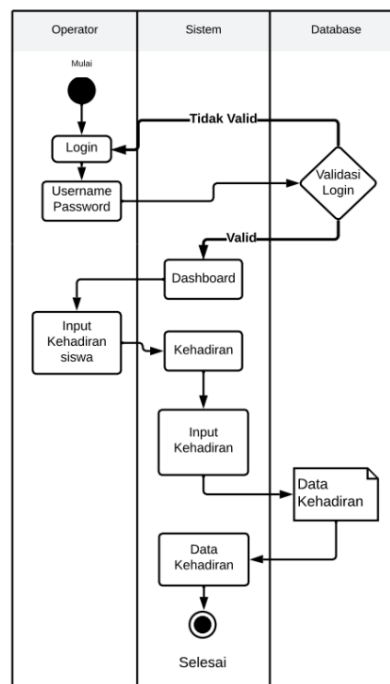 Operator
Sistem
Database
Mulai
Tidak Valid
Login
Validasi
Login
Username
Password
Valid
Dashboard
Input
Kehadiran
siswa
Kehadiran
Input
Kehadiran
Data
Kehadiran
Data
Kehadiran
Selesai